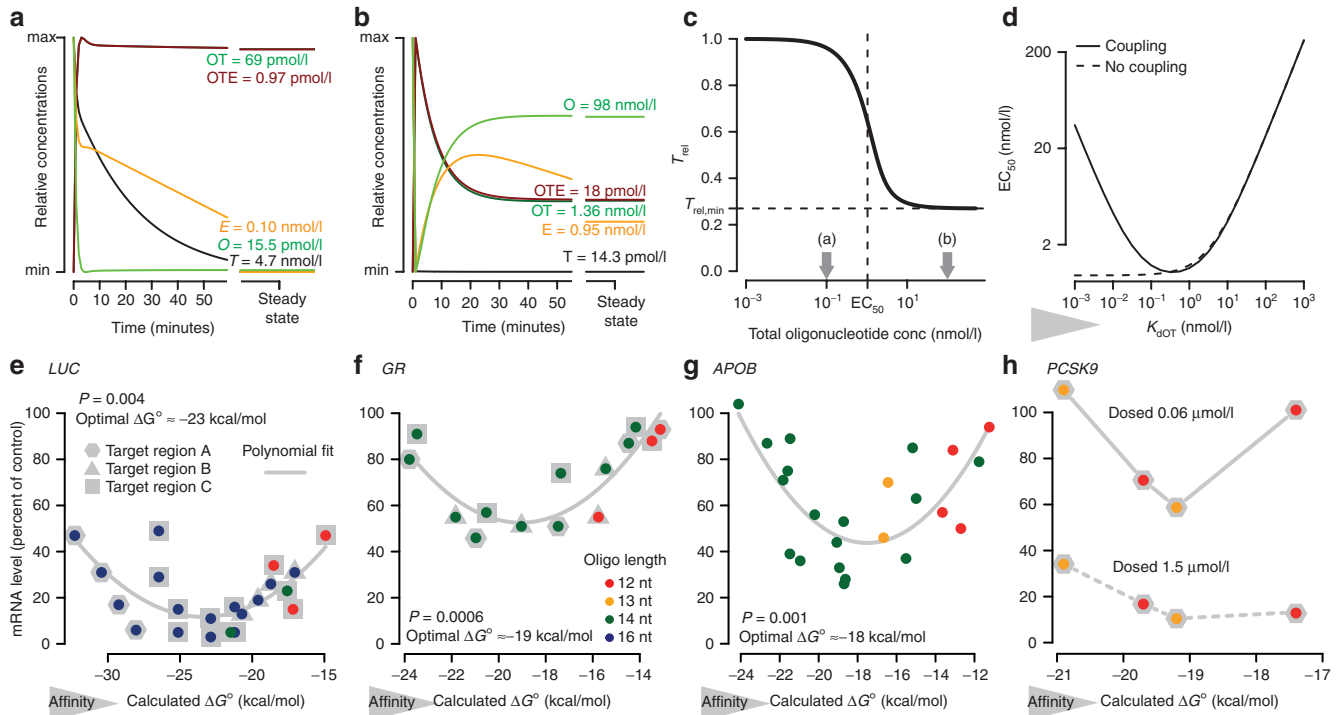 a
max
min
Relative concentrations
OT = 69 pmol/l
OTE = 0.97 pmol/l
E = 0.10 nmol/l
O = 15.5 pmol/l
T = 4.7 nmol/l
0 10 20 30 40 50
Time (minutes)
Steady
state
b
max
min
Relative concentrations
O = 98 nmol/l
OTE = 18 pmol/l
OT = 1.36 nmol/l
E = 0.95 nmol/l
T = 14.3 pmol/l
0 10 20 30 40 50
Time (minutes)
Steady
state
c
1.0
0.8
0.6
0.4
T_rel,min
0.2
0.0
T_rel
(a)
(b)
10⁻³ 10⁻¹ EC₅₀ 10¹
Total oligonucleotide conc (nmol/l)
d
Coupling
No coupling
200
20
2
EC₅₀ (nmol/l)
10⁻³ 10⁻² 10⁻¹ 10⁰ 10¹ 10² 10³
K_dOT (nmol/l)
e LUC
P = 0.004
Optimal ΔG° ≈ −23 kcal/mol
Target region A
Target region B
Target region C
Polynomial fit
100
80
60
40
20
0
mRNA level (percent of control)
−30 −25 −20 −15
Affinity
Calculated ΔG° (kcal/mol)
f GR
100
80
60
40
20
0
Oligo length
12 nt
13 nt
14 nt
16 nt
P = 0.0006
Optimal ΔG° ≈−19 kcal/mol
−24 −22 −20 −18 −16 −14
Affinity
Calculated ΔG° (kcal/mol)
g APOB
100
80
60
40
20
0
P = 0.001
Optimal ΔG° ≈−18 kcal/mol
−24 −22 −20 −18 −16 −14 −12
Affinity
Calculated ΔG° (kcal/mol)
h PCSK9
100
80
60
40
20
0
Dosed 0.06 μmol/l
Dosed 1.5 μmol/l
−21 −20 −19 −18 −17
Affinity
Calculated ΔG° (kcal/mol)